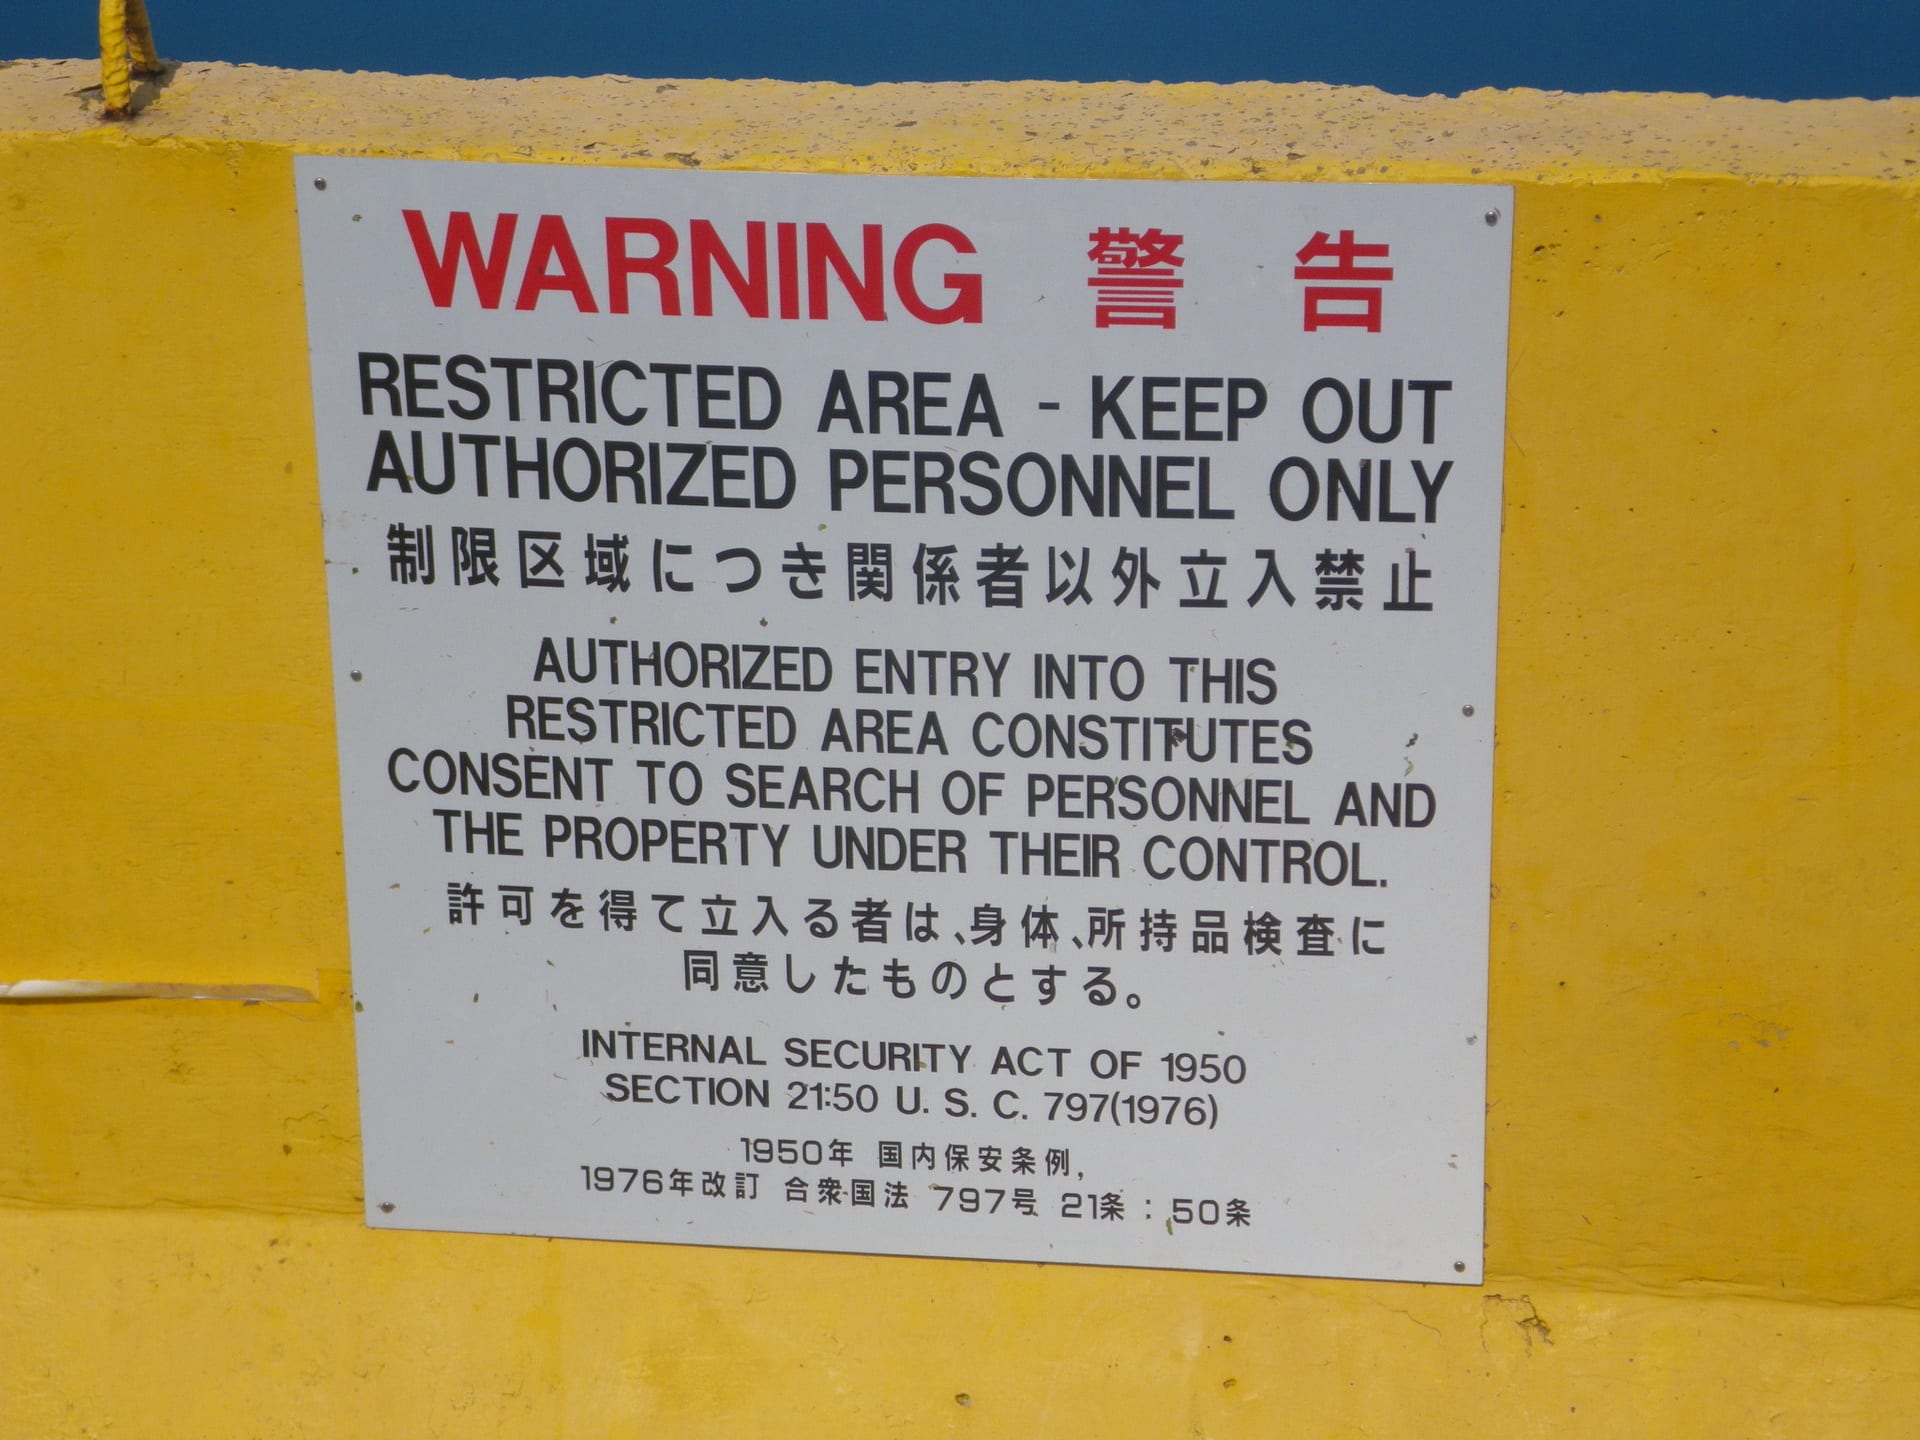 WARNING 警告
RESTRICTED AREA - KEEP OUT
AUTHORIZED PERSONNEL ONLY
制限区域につき関係者以外立入禁止
AUTHORIZED ENTRY INTO THIS
RESTRICTED AREA CONSTITUTES
CONSENT TO SEARCH OF PERSONNEL AND
THE PROPERTY UNDER THEIR CONTROL.
許可を得て立入る者は、身体、所持品検査に
同意したものとする。
INTERNAL SECURITY ACT OF 1950
SECTION 21:50 U. S. C. 797(1976)
1950年 国内保安条例,
1976年改訂 合衆国法 797号 21条 : 50条